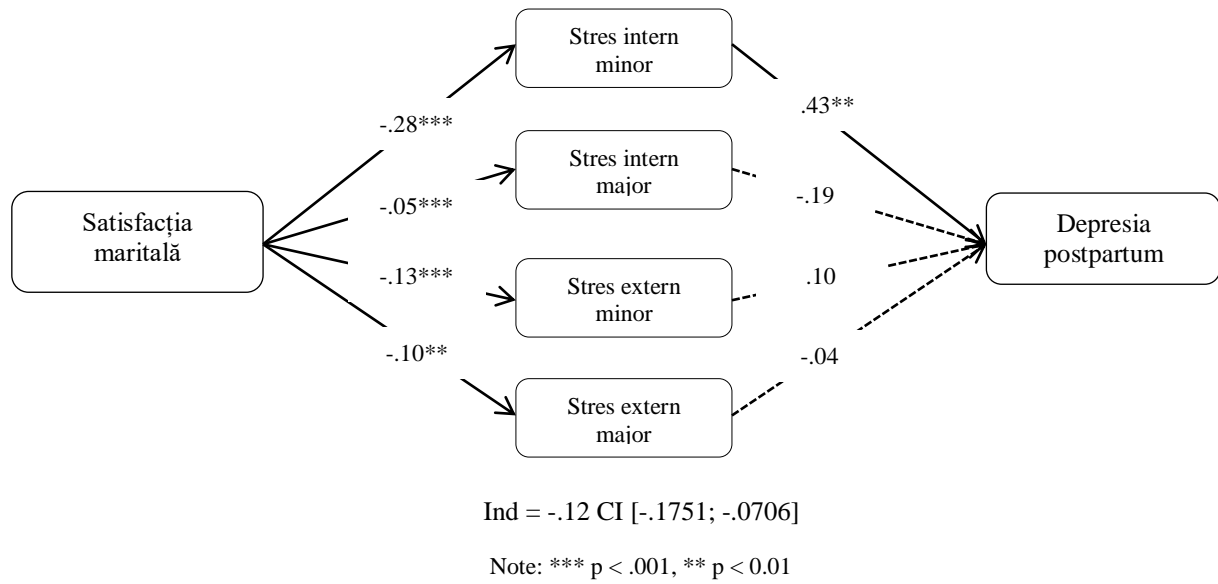 Stres intern
minor
.43**
-.28***
Stres intern
major
-.19
-.05***
Satisfacția
maritală
Depresia
postpartum
-.13***
Stres extern
minor
.10
-.10**
-.04
Stres extern
major
Ind = -.12 CI [-.1751; -.0706]
Note: *** p < .001, ** p < 0.01